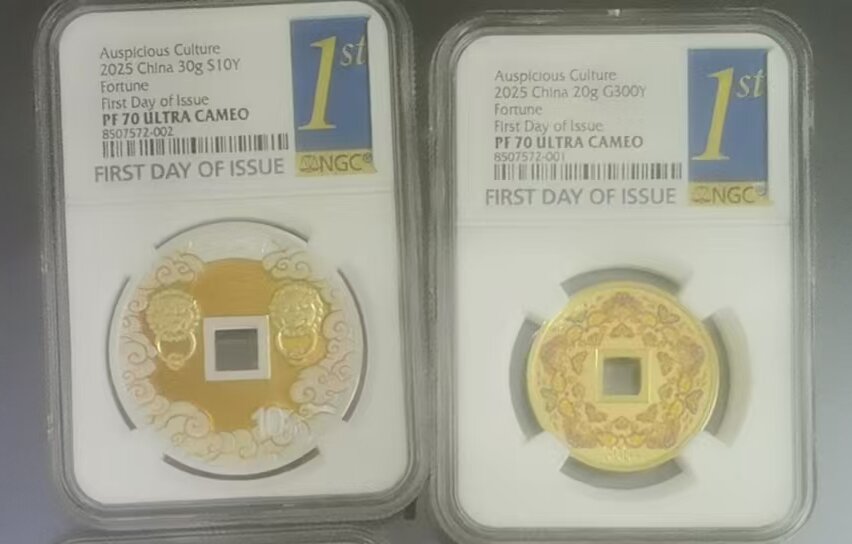 Auspicious Culture
2025 China 30g S10Y
Fortune
First Day of Issue
PF 70 ULTRA CAMEO
8507572-002
FIRST DAY OF ISSUE
1st
NGC®
10
Auspicious Culture
2025 China 20g G300Y
Fortune
First Day of Issue
PF 70 ULTRA CAMEO
8507572-001
FIRST DAY OF ISSUE
1st
NGC®